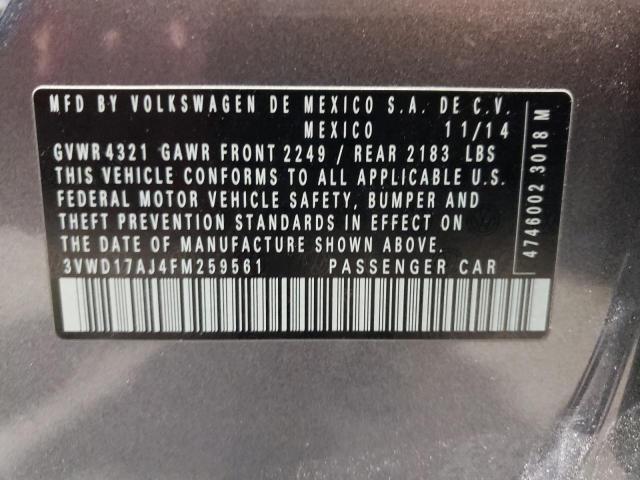 MFD BY VOLKSWAGEN DE MEXICO S.A. DE C.V.
MEXICO 11/14
GVWR 4321 GAWR FRONT 2249 / REAR 2183 LBS
THIS VEHICLE CONFORMS TO ALL APPLICABLE U.S.
FEDERAL MOTOR VEHICLE SAFETY, BUMPER AND
THEFT PREVENTION STANDARDS IN EFFECT ON
THE DATE OF MANUFACTURE SHOWN ABOVE.
3VWD17AJ4FM259561 PASSENGER CAR
4746002 3018 M